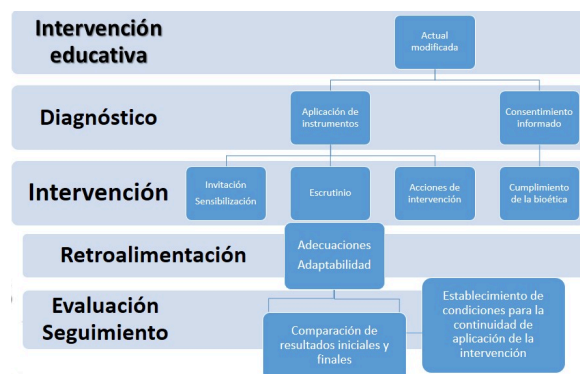 Intervención
educativa
Actual
modificada
Diagnóstico
Aplicación de
instrumentos
Consentimiento
informado
Intervención
Invitación
Sensibilización
Escrutinio
Acciones de
intervención
Cumplimiento
de la bioética
Retroalimentación
Adecuaciones
Adaptabilidad
Evaluación
Seguimiento
Comparación de
resultados iniciales y
finales
Establecimiento de
condiciones para la
continuidad de
aplicación de la
intervención